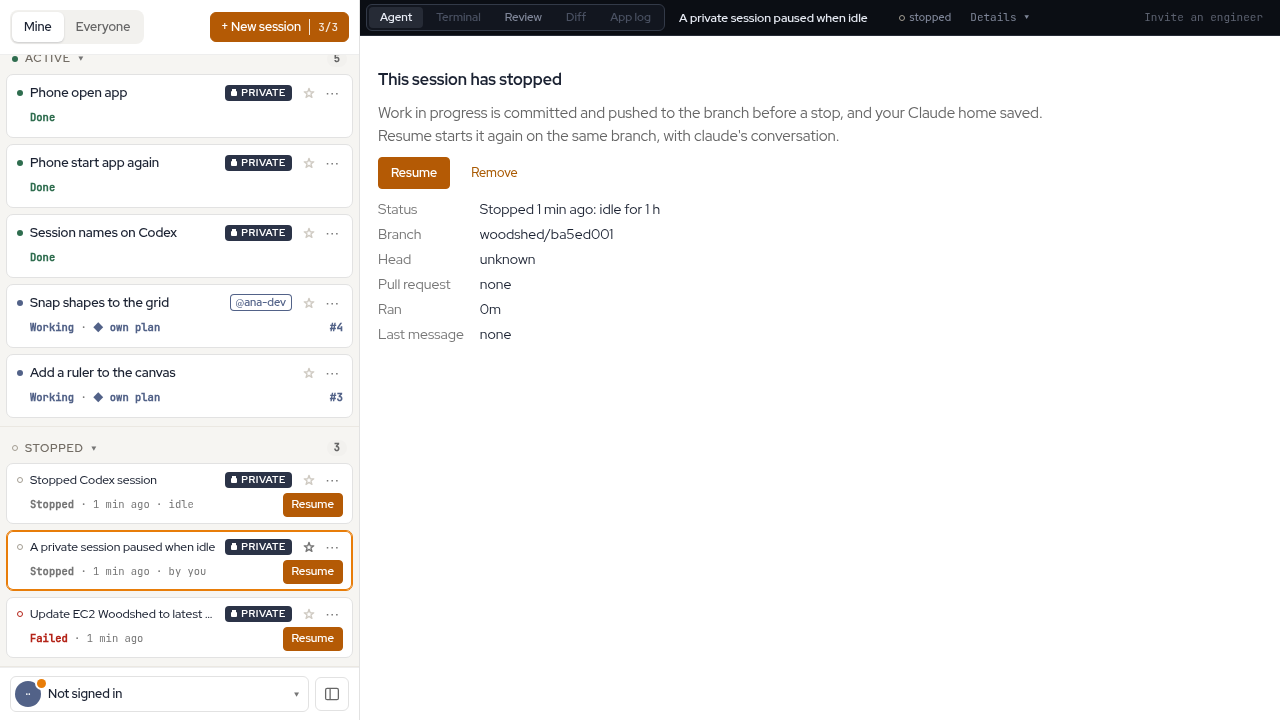 Mine
Everyone
+ New session
3/3
ACTIVE ▾
5
Phone open app
PRIVATE
Done
Phone start app again
PRIVATE
Done
Session names on Codex
PRIVATE
Done
Snap shapes to the grid
@ana-dev
Working · ◆ own plan
#4
Add a ruler to the canvas
Working · ◆ own plan
#3
STOPPED ▾
3
Stopped Codex session
PRIVATE
Stopped · 1 min ago · idle
Resume
A private session paused when idle
PRIVATE
Stopped · 1 min ago · by you
Resume
Update EC2 Woodshed to latest ...
PRIVATE
Failed · 1 min ago
Resume
Not signed in
Agent
Terminal
Review
Diff
App log
A private session paused when idle
stopped
Details ▾
Invite an engineer
This session has stopped
Work in progress is committed and pushed to the branch before a stop, and your Claude home saved.
Resume starts it again on the same branch, with claude's conversation.
Resume
Remove
Status Stopped 1 min ago: idle for 1 h
Branch woodshed/ba5ed001
Head unknown
Pull request none
Ran 0m
Last message none